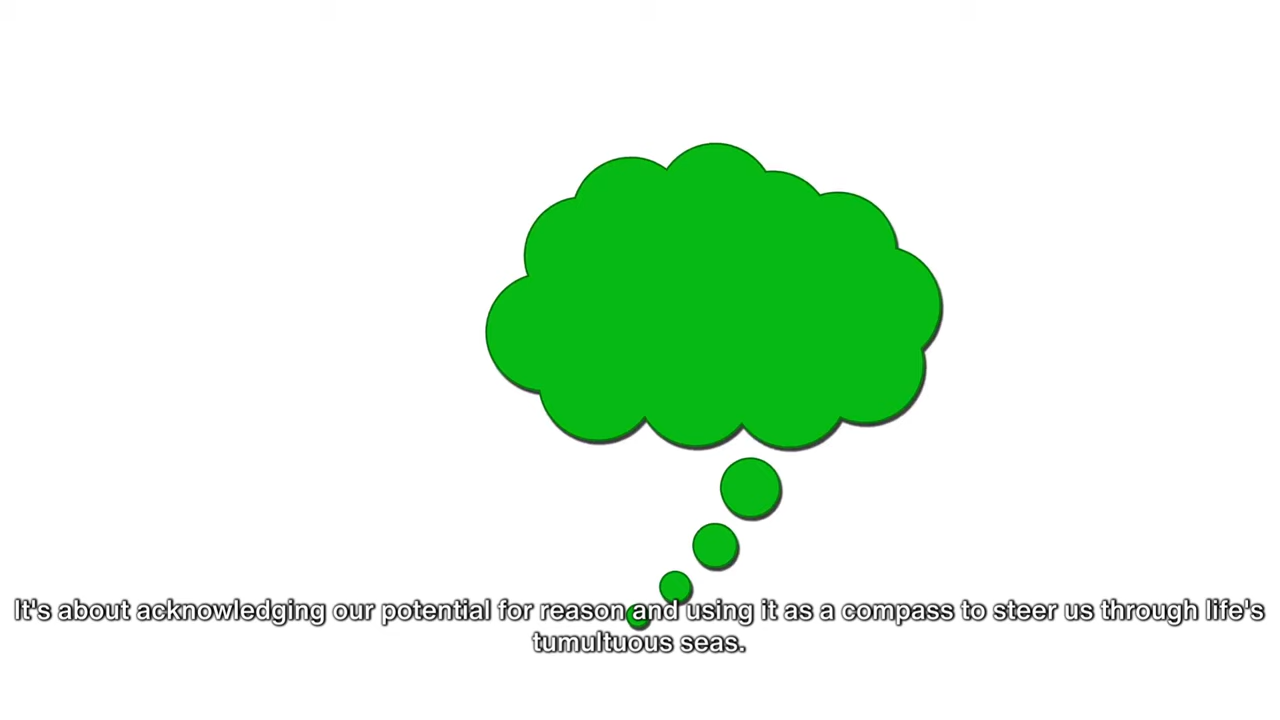 It's about acknowledging our potential for reason and using it as a compass to steer us through life's
tumultuous seas.